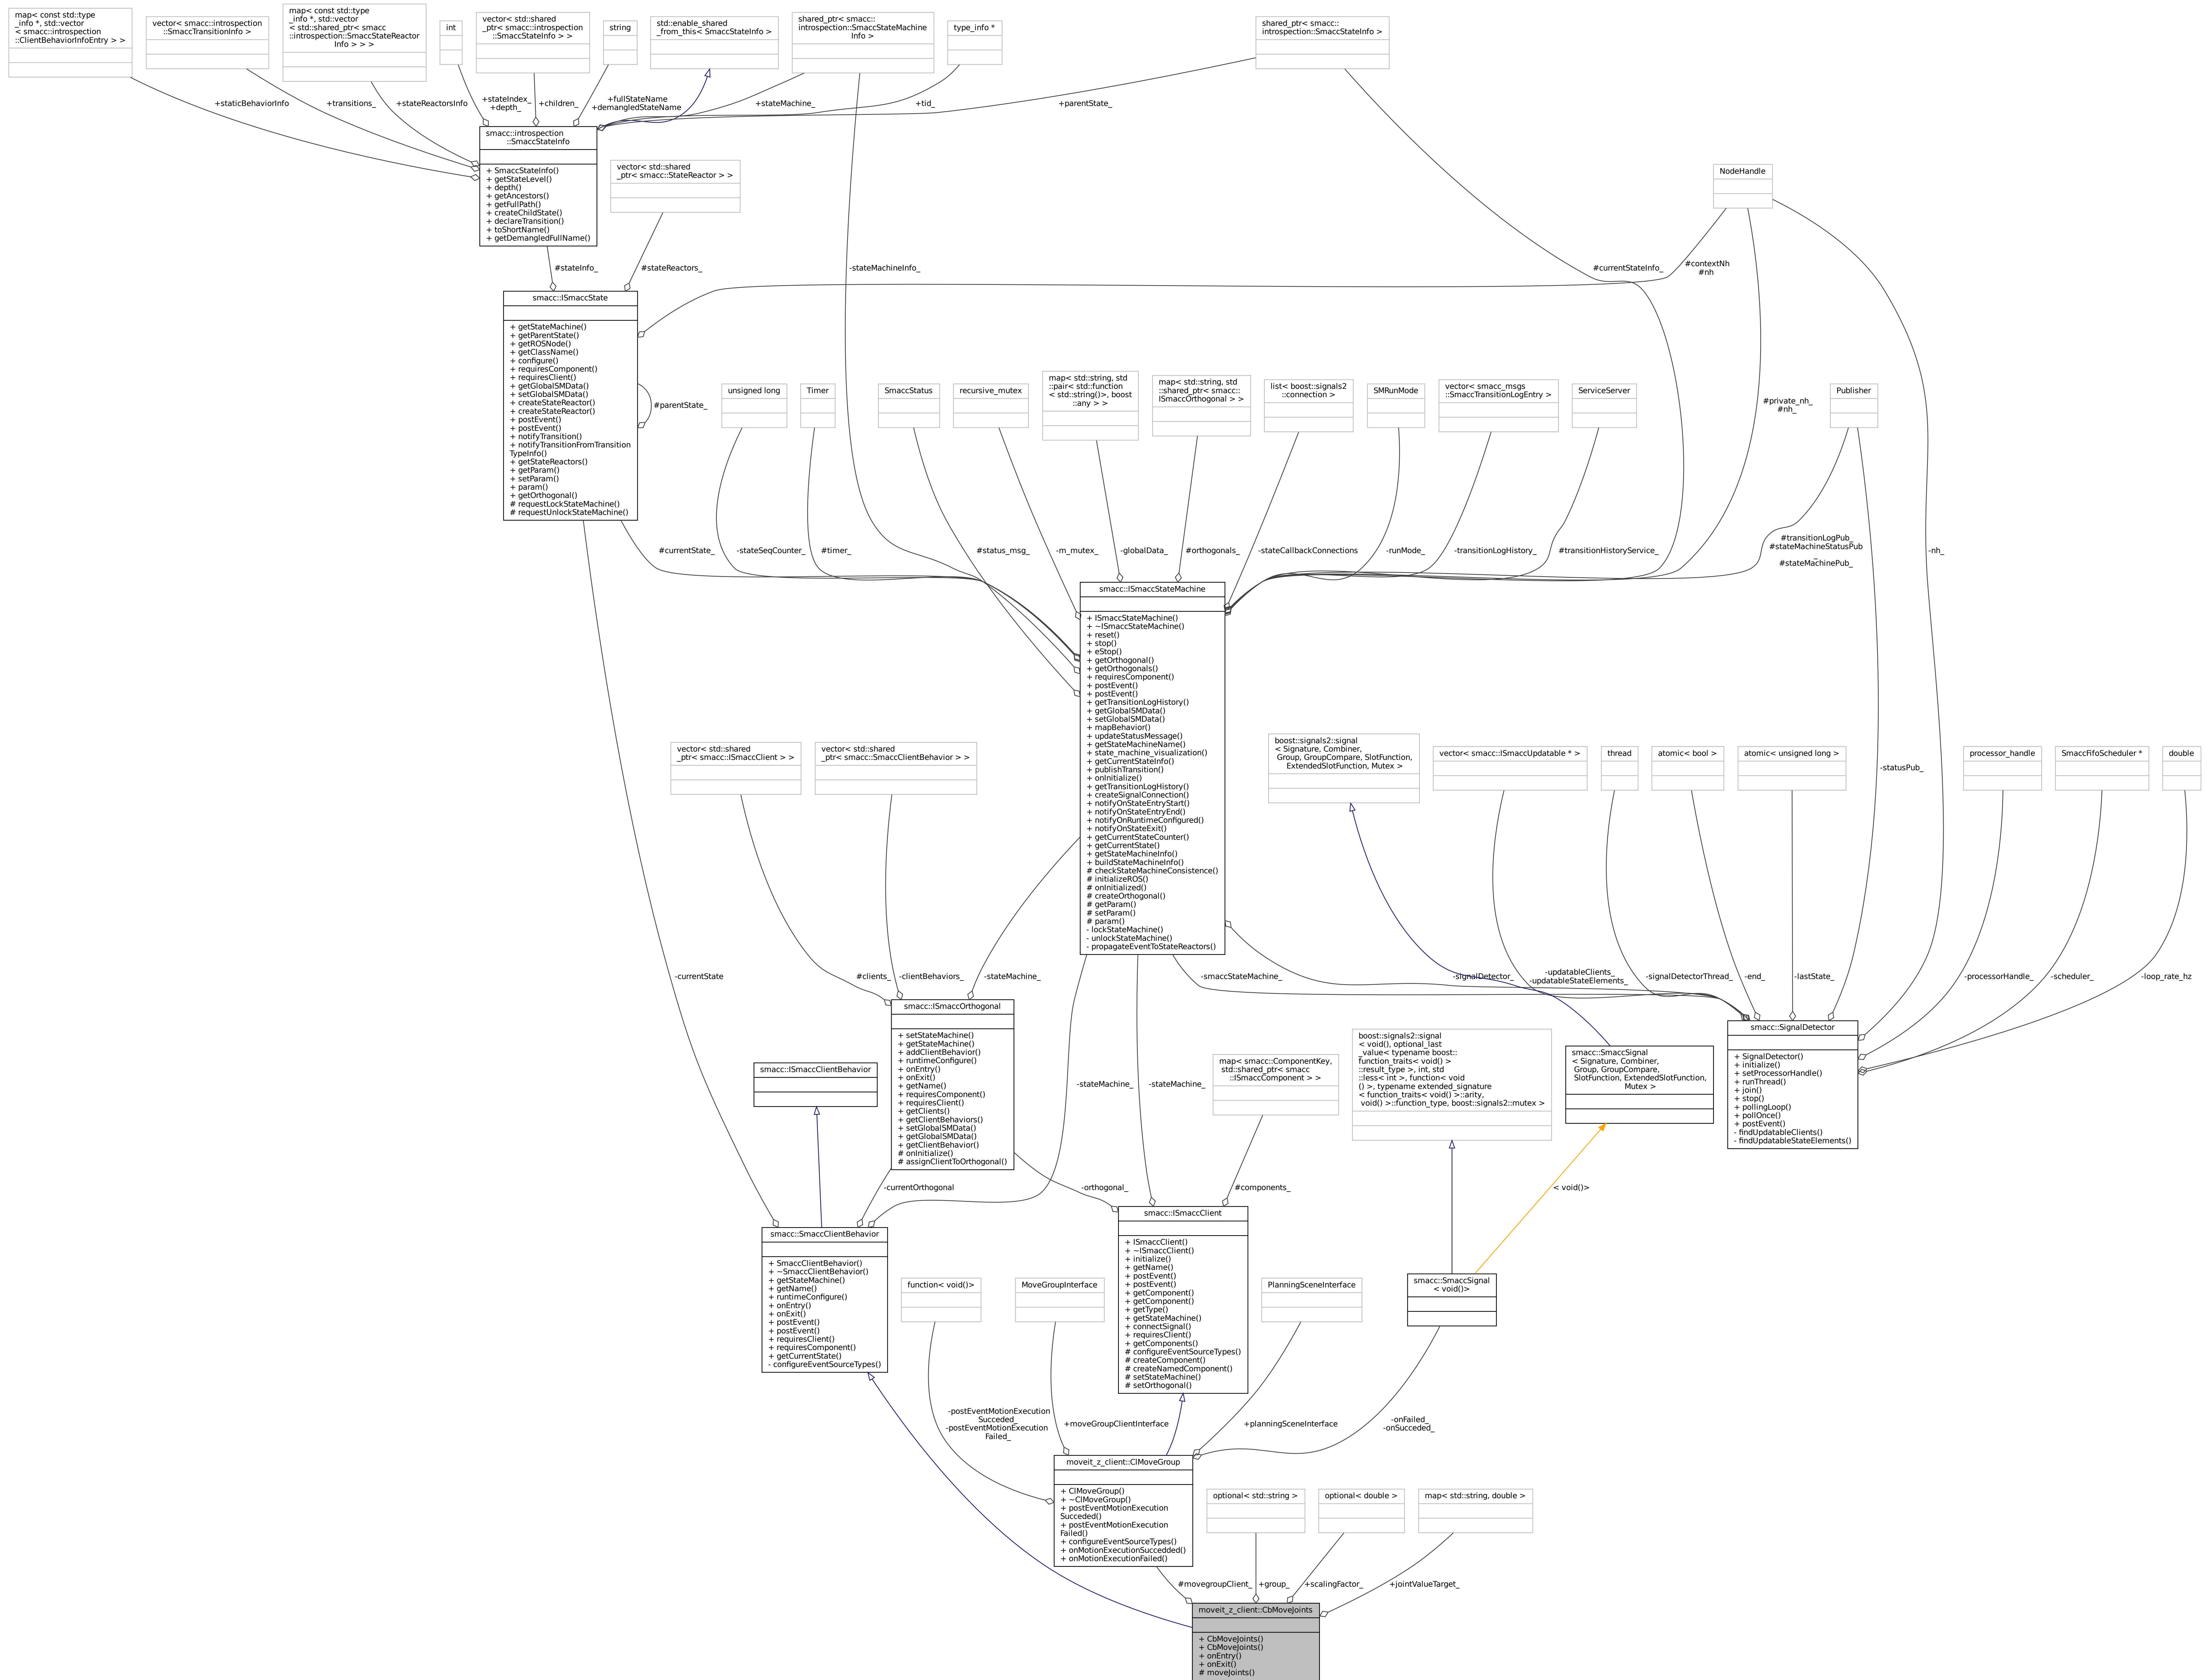 map< const std::type
_info *, std::vector
< smacc::introspection
::ClientBehaviorInfoEntry > >
vector< smacc::introspection
::SmaccTransitionInfo >
map< const std::type
_info *, std::vector
< std::shared_ptr< smacc
::introspection::SmaccStateReactor
Info > > >
int
vector< std::shared
_ptr< smacc::introspection
::SmaccStateInfo > >
string
std::enable_shared
_from_this< SmaccStateInfo >
shared_ptr< smacc::
introspection::SmaccStateMachine
Info >
type_info *
shared_ptr< smacc::
introspection::SmaccStateInfo >
+staticBehaviorInfo
+transitions_
+stateReactorsInfo
+stateIndex_
+depth_
+children_
+fullStateName
+demangledStateName
+stateMachine_
+tid_
+parentState_
smacc::introspection
::SmaccStateInfo
+ SmaccStateInfo()
+ getStateLevel()
+ depth()
+ getAncestors()
+ getFullPath()
+ createChildState()
+ declareTransition()
+ toShortName()
+ getDemangledFullName()
vector< std::shared
_ptr< smacc::StateReactor > >
NodeHandle
#stateInfo_
#stateReactors_
-stateMachineInfo_
#currentStateInfo_
#contextNh
#nh
smacc::ISmaccState
+ getStateMachine()
+ getParentState()
+ getROSNode()
+ getClassName()
+ configure()
+ requiresComponent()
+ requiresClient()
+ getGlobalSMData()
+ setGlobalSMData()
+ createStateReactor()
+ createStateReactor()
+ postEvent()
+ postEvent()
+ notifyTransition()
+ notifyTransitionFromTransition
TypeInfo()
+ getStateReactors()
+ getParam()
+ setParam()
+ param()
+ getOrthogonal()
# requestLockStateMachine()
# requestUnlockStateMachine()
#parentState_
unsigned long
Timer
SmaccStatus
recursive_mutex
map< std::string, std
::pair< std::function
< std::string()>, boost
::any > >
map< std::string, std
::shared_ptr< smacc::
ISmaccOrthogonal > >
list< boost::signals2
::connection >
SMRunMode
vector< smacc_msgs
::SmaccTransitionLogEntry >
ServiceServer
#private_nh_
#nh_
Publisher
#currentState_
-stateSeqCounter_
#timer_
#status_msg_
-m_mutex_
-globalData_
#orthogonals_
-stateCallbackConnections
-runMode_
-transitionLogHistory_
#transitionHistoryService_
#transitionLogPub_
#stateMachineStatusPub
_
#stateMachinePub_
-nh_
smacc::ISmaccStateMachine
+ ISmaccStateMachine()
+ ~ISmaccStateMachine()
+ reset()
+ stop()
+ eStop()
+ getOrthogonal()
+ getOrthogonals()
+ requiresComponent()
+ postEvent()
+ postEvent()
+ getTransitionLogHistory()
+ getGlobalSMData()
+ setGlobalSMData()
+ mapBehavior()
+ updateStatusMessage()
+ getStateMachineName()
+ state_machine_visualization()
+ getCurrentStateInfo()
+ publishTransition()
+ onInitialize()
+ getTransitionLogHistory()
+ createSignalConnection()
+ notifyOnStateEntryStart()
+ notifyOnStateEntryEnd()
+ notifyOnRuntimeConfigured()
+ notifyOnStateExit()
+ getCurrentStateCounter()
+ getCurrentState()
+ getStateMachineInfo()
+ buildStateMachineInfo()
# checkStateMachineConsistence()
# initializeROS()
# onInitialized()
# createOrthogonal()
# getParam()
# setParam()
# param()
- lockStateMachine()
- unlockStateMachine()
- propagateEventToStateReactors()
vector< std::shared
_ptr< smacc::ISmaccClient > >
vector< std::shared
_ptr< smacc::SmaccClientBehavior > >
boost::signals2::signal
< Signature, Combiner,
Group, GroupCompare, SlotFunction,
ExtendedSlotFunction, Mutex >
vector< smacc::ISmaccUpdatable * >
thread
atomic< bool >
atomic< unsigned long >
-statusPub_
processor_handle
SmaccFifoScheduler *
double
-currentState
#clients_
-clientBehaviors_
-stateMachine_
-smaccStateMachine_
-signalDetector_
-updatableClients_
-updatableStateElements_
-signalDetectorThread_
-end_
-lastState_
-processorHandle_
-scheduler_
-loop_rate_hz
smacc::ISmaccOrthogonal
+ setStateMachine()
+ getStateMachine()
+ addClientBehavior()
+ runtimeConfigure()
+ onEntry()
+ onExit()
+ getName()
+ requiresComponent()
+ requiresClient()
+ getClients()
+ getClientBehaviors()
+ setGlobalSMData()
+ getGlobalSMData()
+ getClientBehavior()
# onInitialize()
# assignClientToOrthogonal()
smacc::SignalDetector
+ SignalDetector()
+ initialize()
+ setProcessorHandle()
+ runThread()
+ join()
+ stop()
+ pollingLoop()
+ pollOnce()
+ postEvent()
- findUpdatableClients()
- findUpdatableStateElements()
smacc::ISmaccClientBehavior
-stateMachine_
-stateMachine_
map< smacc::ComponentKey,
std::shared_ptr< smacc
::ISmaccComponent > >
boost::signals2::signal
< void(), optional_last
_value< typename boost::
function_traits< void() >
::result_type >, int, std
::less< int >, function< void
() >, typename extended_signature
< function_traits< void() >::arity,
void() >::function_type, boost::signals2::mutex >
smacc::SmaccSignal
< Signature, Combiner,
Group, GroupCompare,
SlotFunction, ExtendedSlotFunction,
Mutex >
-currentOrthogonal
-orthogonal_
#components_
< void()>
smacc::SmaccClientBehavior
+ SmaccClientBehavior()
+ ~SmaccClientBehavior()
+ getStateMachine()
+ getName()
+ runtimeConfigure()
+ onEntry()
+ onExit()
+ postEvent()
+ postEvent()
+ requiresClient()
+ requiresComponent()
+ getCurrentState()
- configureEventSourceTypes()
smacc::ISmaccClient
+ ISmaccClient()
+ ~ISmaccClient()
+ initialize()
+ getName()
+ postEvent()
+ postEvent()
+ getComponent()
+ getComponent()
+ getType()
+ getStateMachine()
+ connectSignal()
+ requiresClient()
+ getComponents()
# configureEventSourceTypes()
# createComponent()
# createNamedComponent()
# setStateMachine()
# setOrthogonal()
function< void()>
MoveGroupInterface
PlanningSceneInterface
smacc::SmaccSignal
< void()>
-postEventMotionExecution
Succeded_
-postEventMotionExecution
Failed_
+moveGroupClientInterface
+planningSceneInterface
-onFailed_
-onSucceded_
moveit_z_client::ClMoveGroup
+ ClMoveGroup()
+ ~ClMoveGroup()
+ postEventMotionExecution
Succeded()
+ postEventMotionExecution
Failed()
+ configureEventSourceTypes()
+ onMotionExecutionSuccedded()
+ onMotionExecutionFailed()
optional< std::string >
optional< double >
map< std::string, double >
#movegroupClient_
+group_
+scalingFactor_
+jointValueTarget_
moveit_z_client::CbMoveJoints
+ CbMoveJoints()
+ CbMoveJoints()
+ onEntry()
+ onExit()
# moveJoints()